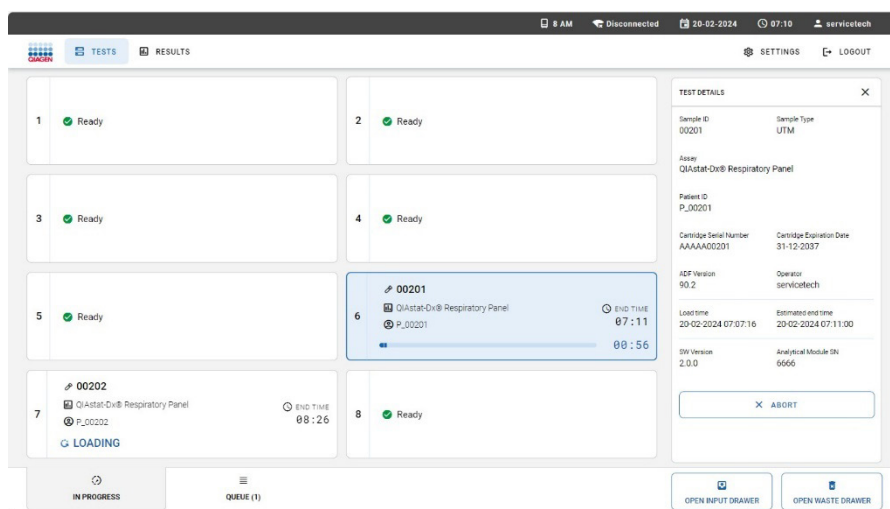 8 AM Disconnected 20-02-2024 07:10 servicetech
QIAGEN TESTS RESULTS SETTINGS LOGOUT
1 Ready
2 Ready
3 Ready
4 Ready
5 Ready
6
00201
QIAstat-Dx® Respiratory Panel
P_00201
END TIME
07:11
00:56
7
00202
QIAstat-Dx® Respiratory Panel
P_00202
END TIME
08:26
LOADING
8 Ready
TEST DETAILS
Sample ID Sample Type
00201 UTM
Assay
QIAstat-Dx® Respiratory Panel
Patient ID
P_00201
Cartridge Serial Number Cartridge Expiration Date
AAAAA00201 31-12-2037
ADF Version Operator
90.2 servicetech
Load time Estimated end time
20-02-2024 07:07:16 20-02-2024 07:11:00
SW Version Analytical Module SN
2.0.0 6666
ABORT
IN PROGRESS
QUEUE (1)
OPEN INPUT DRAWER
OPEN WASTE DRAWER